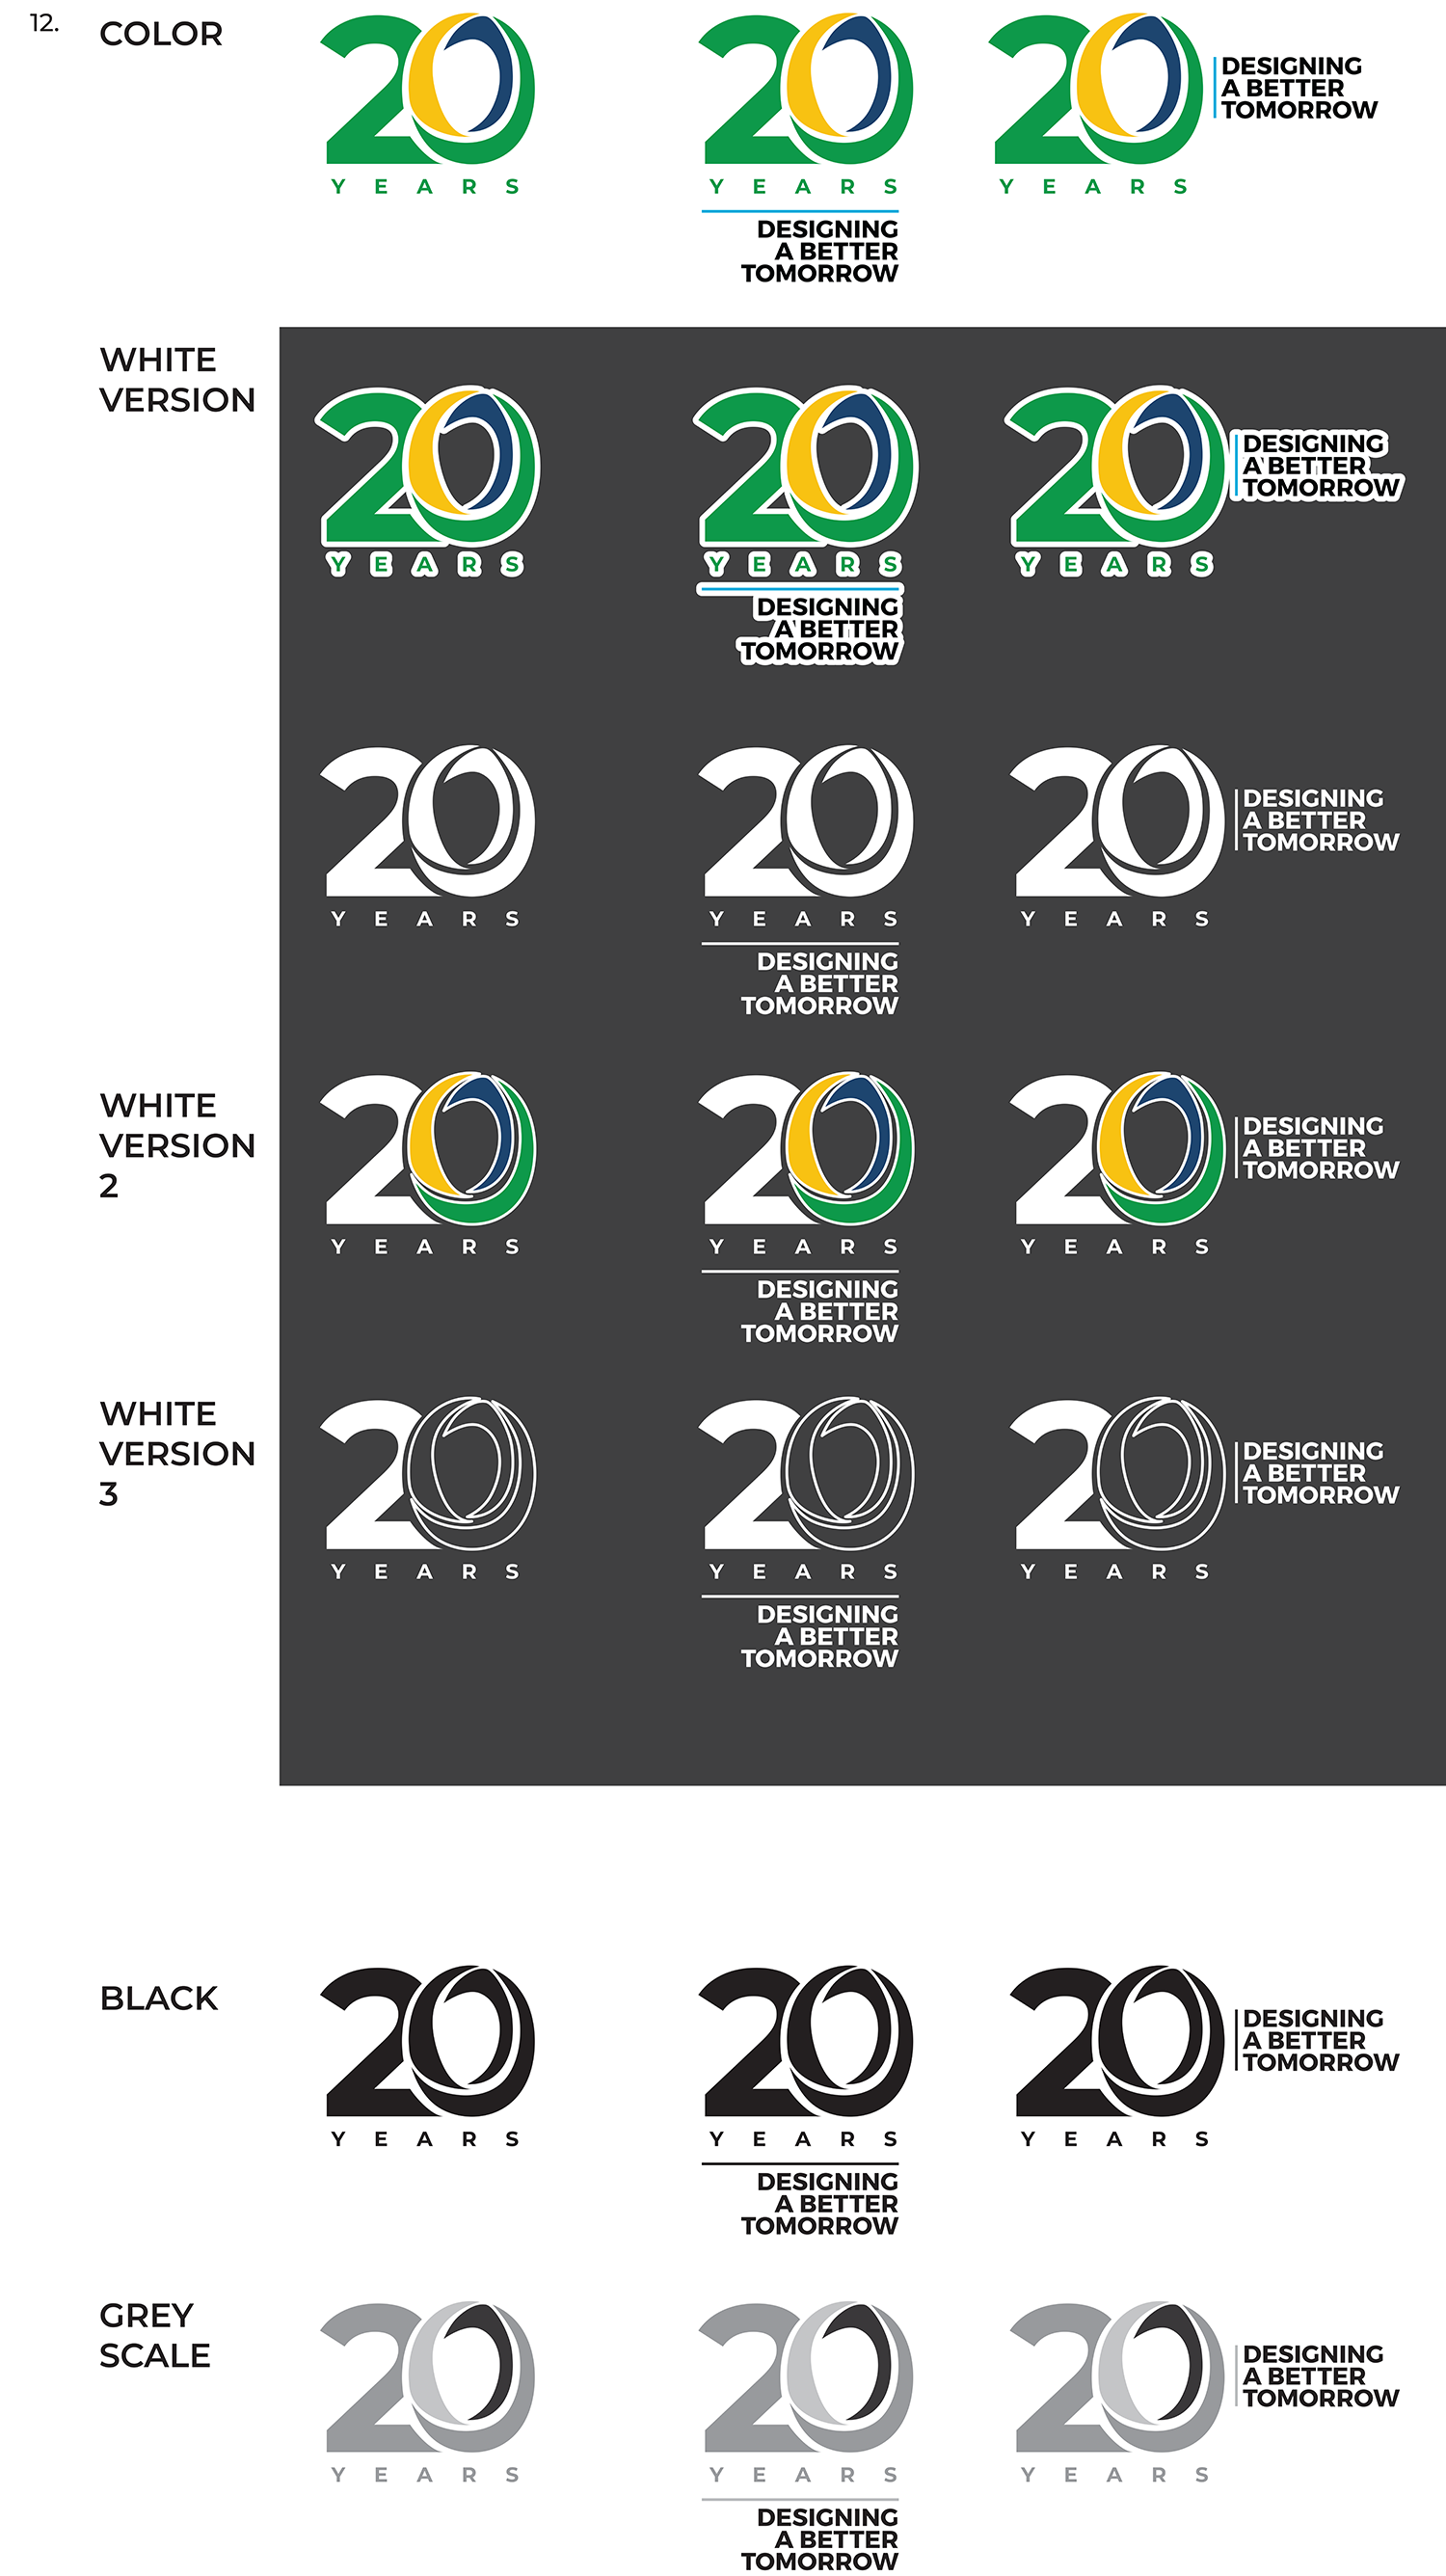 12.
COLOR
20
YEARS
20
YEARS
DESIGNING
A BETTER
TOMORROW
20
YEARS
DESIGNING
A BETTER
TOMORROW
WHITE
VERSION
20
YEARS
20
YEARS
DESIGNING
A BETTER
TOMORROW
20
YEARS
DESIGNING
A BETTER
TOMORROW
20
YEARS
20
YEARS
DESIGNING
A BETTER
TOMORROW
20
YEARS
DESIGNING
A BETTER
TOMORROW
WHITE
VERSION
2
20
YEARS
20
YEARS
DESIGNING
A BETTER
TOMORROW
20
YEARS
DESIGNING
A BETTER
TOMORROW
WHITE
VERSION
3
20
YEARS
20
YEARS
DESIGNING
A BETTER
TOMORROW
20
YEARS
DESIGNING
A BETTER
TOMORROW
BLACK
20
YEARS
20
YEARS
DESIGNING
A BETTER
TOMORROW
20
YEARS
DESIGNING
A BETTER
TOMORROW
GREY
SCALE
20
YEARS
20
YEARS
DESIGNING
A BETTER
TOMORROW
20
YEARS
DESIGNING
A BETTER
TOMORROW